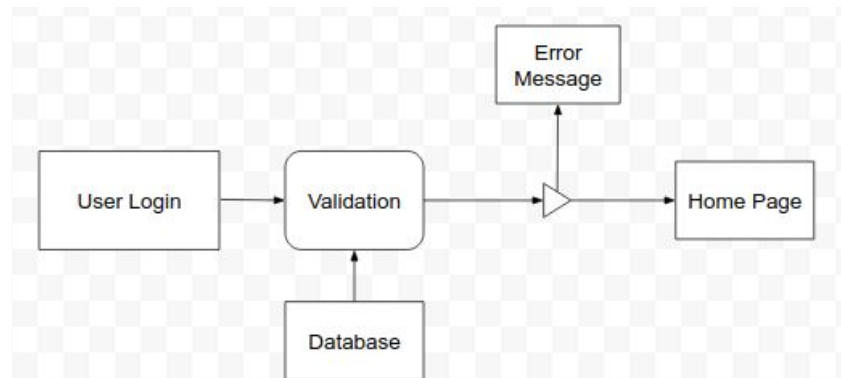 Error
Message
User Login
Validation
Home Page
Database